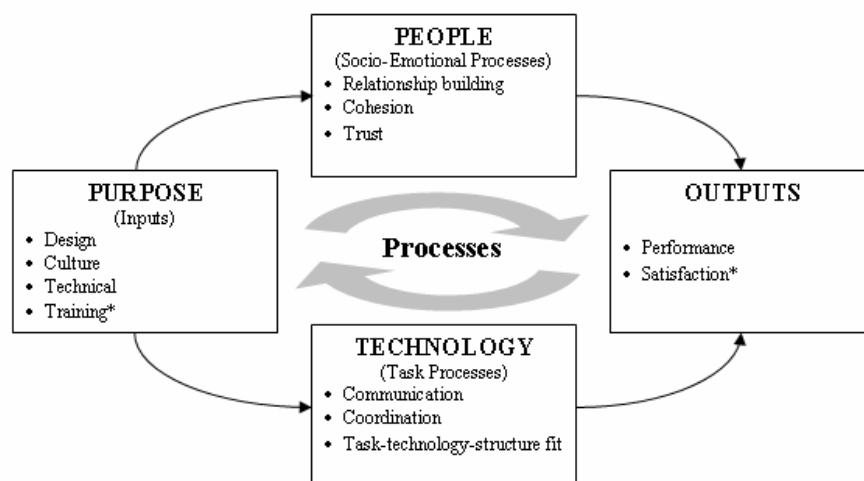 PEOPLE
(Socio-Emotional Processes)
• Relationship building
• Cohesion
• Trust
PURPOSE
(Inputs)
• Design
• Culture
• Technical
• Training*
Processes
OUTPUTS
• Performance
• Satisfaction*
TECHNOLOGY
(Task Processes)
• Communication
• Coordination
• Task-technology-structure fit